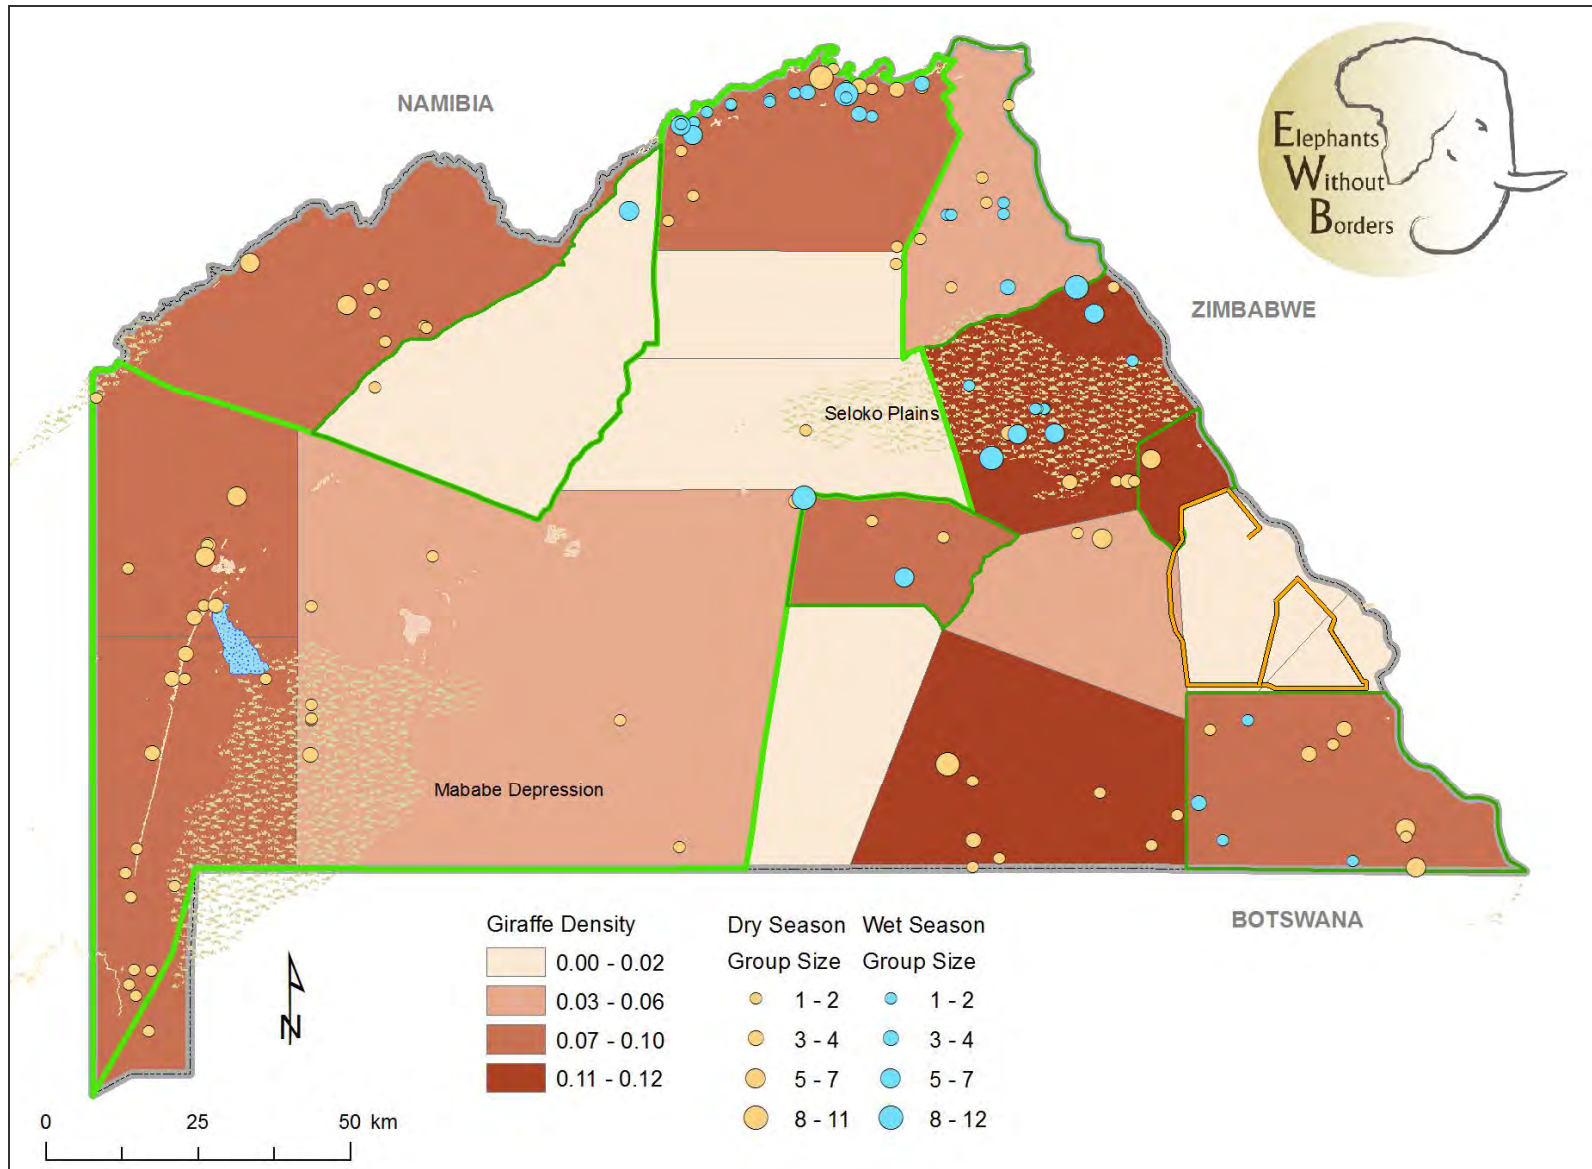 NAMIBIA
Elephants
Without
Borders
ZIMBABWE
Seloko Plains
Mababe Depression
BOTSWANA
Giraffe Density
0.00 - 0.02
0.03 - 0.06
0.07 - 0.10
0.11 - 0.12
Dry Season Wet Season
Group Size Group Size
1 - 2 1 - 2
3 - 4 3 - 4
5 - 7 5 - 7
8 - 11 8 - 12
N
0 25 50 km